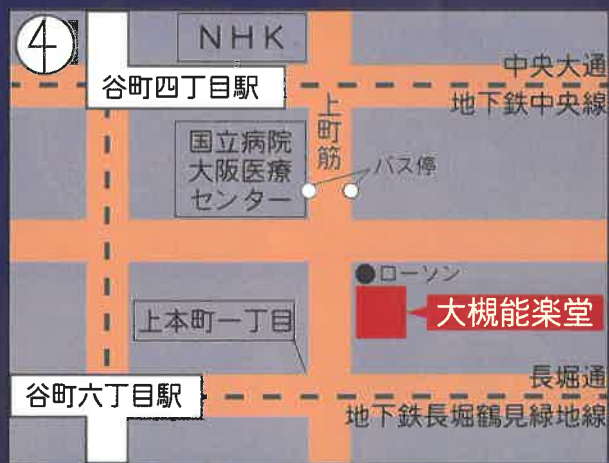 4
NHK
中央大通
谷町四丁目駅
地下鉄中央線
上町筋
国立病院
大阪医療
センター
バス停
ローソン
大槻能楽堂
上本町一丁目
長堀通
谷町六丁目駅
地下鉄長堀鶴見緑地線